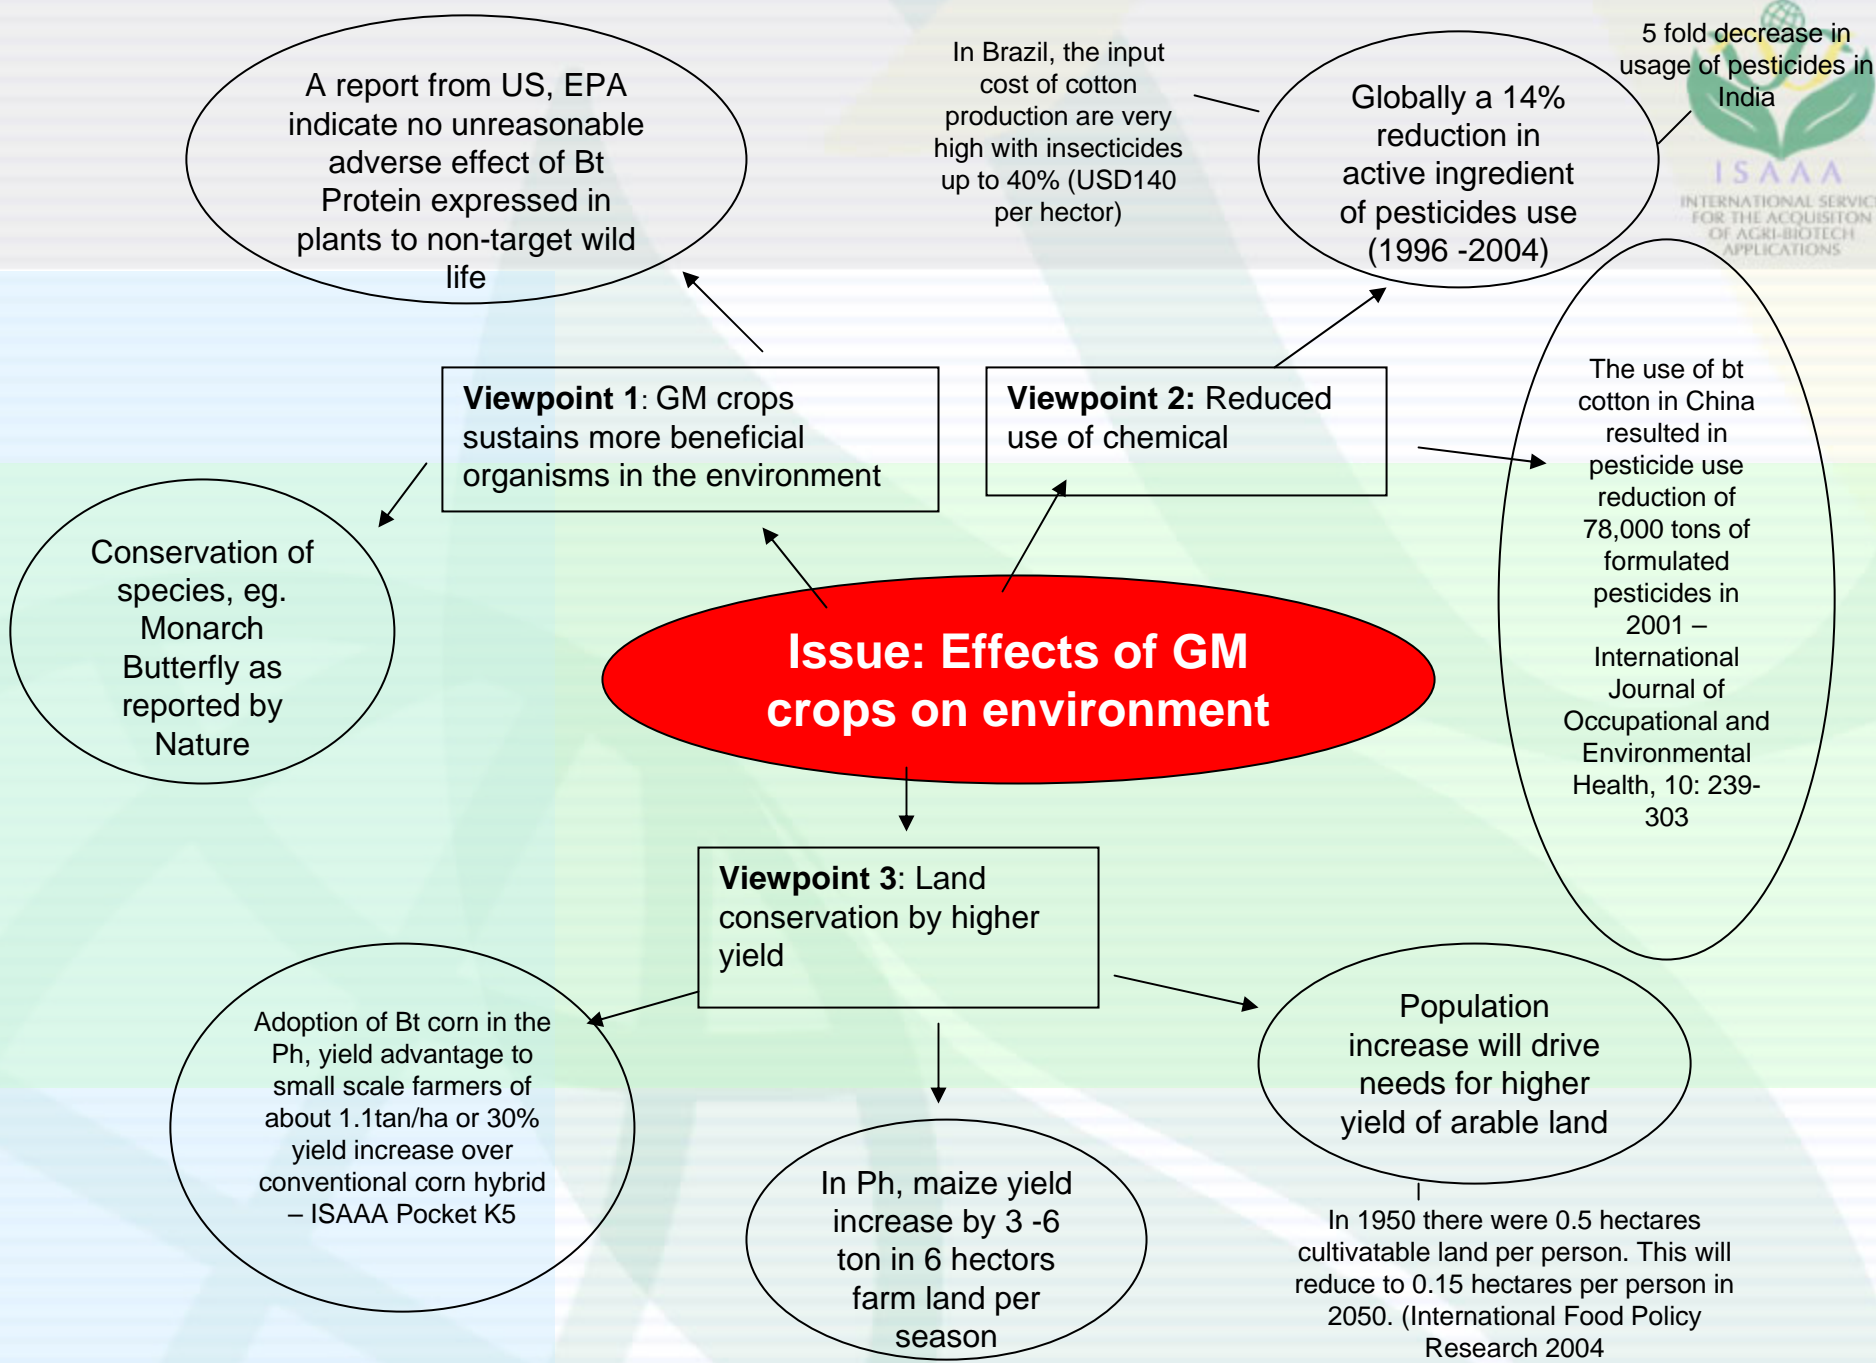 A report from US, EPA
indicate no unreasonable
adverse effect of Bt
Protein expressed in
plants to non-target wild
life
In Brazil, the input
cost of cotton
production are very
high with insecticides
up to 40% (USD140
per hector)
Globally a 14%
reduction in
active ingredient
of pesticides use
(1996 -2004)
5 fold decrease in
usage of pesticides in
India
ISAAA
INTERNATIONAL SERVICE
FOR THE ACQUISITON
OF AGRI-BIOTECH
APPLICATIONS
Viewpoint 1: GM crops
sustains more beneficial
organisms in the environment
Viewpoint 2: Reduced
use of chemical
The use of bt
cotton in China
resulted in
pesticide use
reduction of
78,000 tons of
formulated
pesticides in
2001 –
International
Journal of
Occupational and
Environmental
Health, 10: 239-
303
Conservation of
species, eg.
Monarch
Butterfly as
reported by
Nature
Issue: Effects of GM
crops on environment
Viewpoint 3: Land
conservation by higher
yield
Adoption of Bt corn in the
Ph, yield advantage to
small scale farmers of
about 1.1tan/ha or 30%
yield increase over
conventional corn hybrid
– ISAAA Pocket K5
In Ph, maize yield
increase by 3 -6
ton in 6 hectors
farm land per
season
Population
increase will drive
needs for higher
yield of arable land
In 1950 there were 0.5 hectares
cultivatable land per person. This will
reduce to 0.15 hectares per person in
2050. (International Food Policy
Research 2004